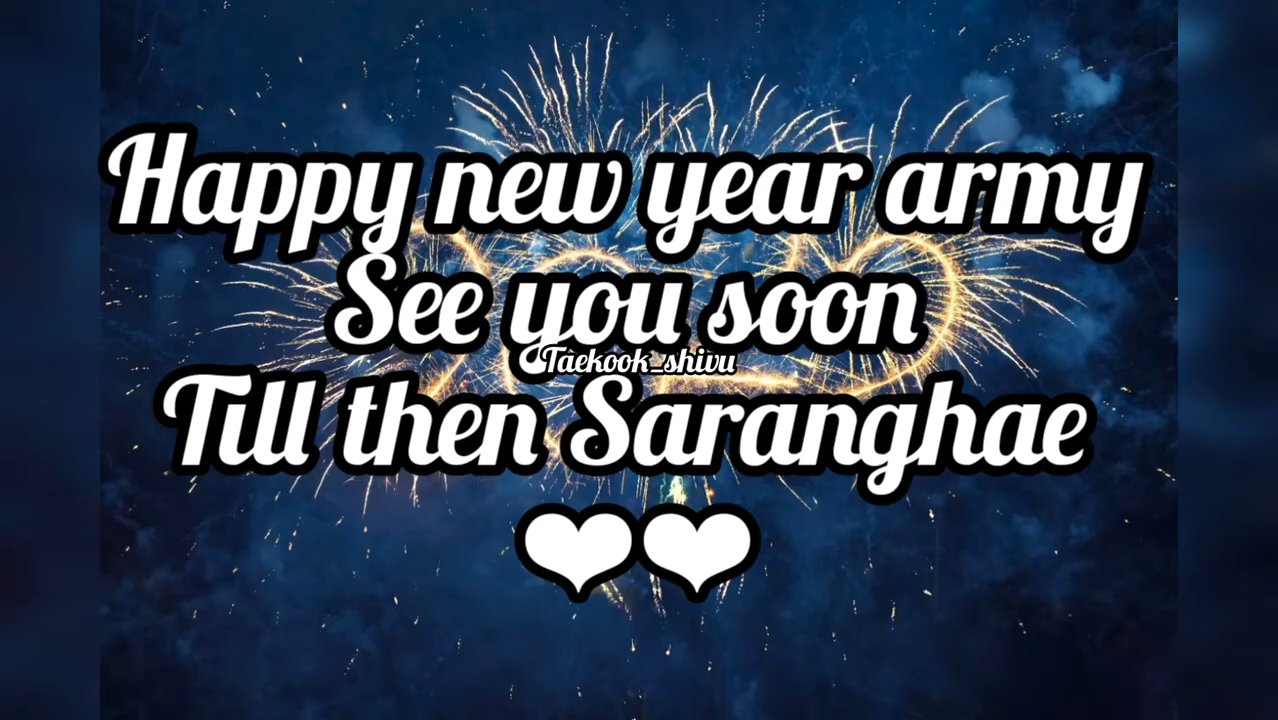 Happy new year army
See you soon
Taekook_shivu
Till then Saranghae
❤❤